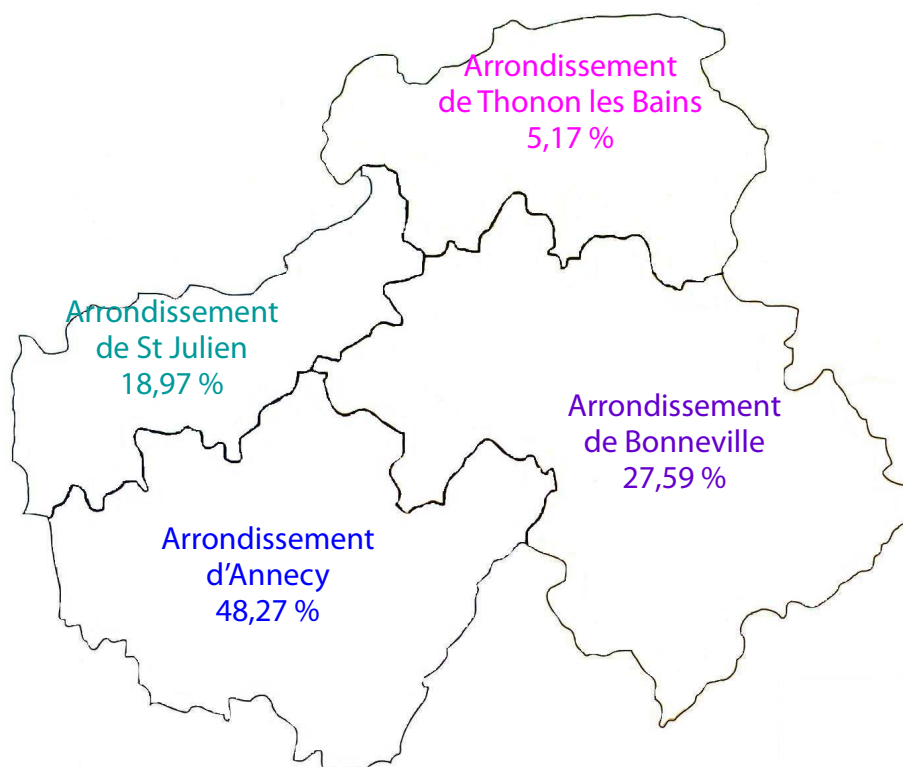 Arrondissement
de Thonon les Bains
5,17 %
Arrondissement
de St Julien
18,97 %
Arrondissement
de Bonneville
27,59 %
Arrondissement
d’Annecy
48,27 %